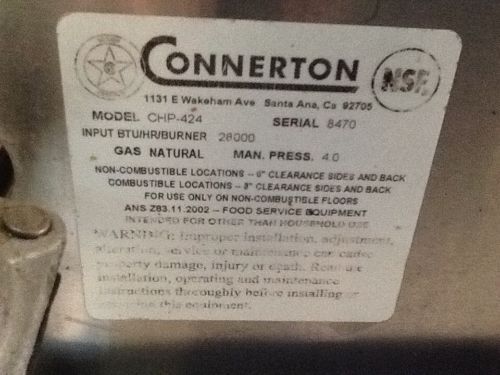 CONNERTON
NSF
1131 E Wakeham Ave Santa Ana, Ca 92705
MODEL CHP-424 SERIAL 8470
INPUT BTU/HR/BURNER 28000
GAS NATURAL MAN. PRESS. 4.0
NON-COMBUSTIBLE LOCATIONS -- 6" CLEARANCE SIDES AND BACK
COMBUSTIBLE LOCATIONS -- 8" CLEARANCE SIDES AND BACK
FOR USE ONLY ON NON-COMBUSTIBLE FLOORS
ANS Z83.11.2002 -- FOOD SERVICE EQUIPMENT
INTENDED FOR OTHER THAN HOUSEHOLD USE
WARNING: Improper installation, adjustment,
alteration, service or maintenance can cause
property damage, injury or death. Read the
installation, operating and maintenance
instructions thoroughly before installing or
this equipment.